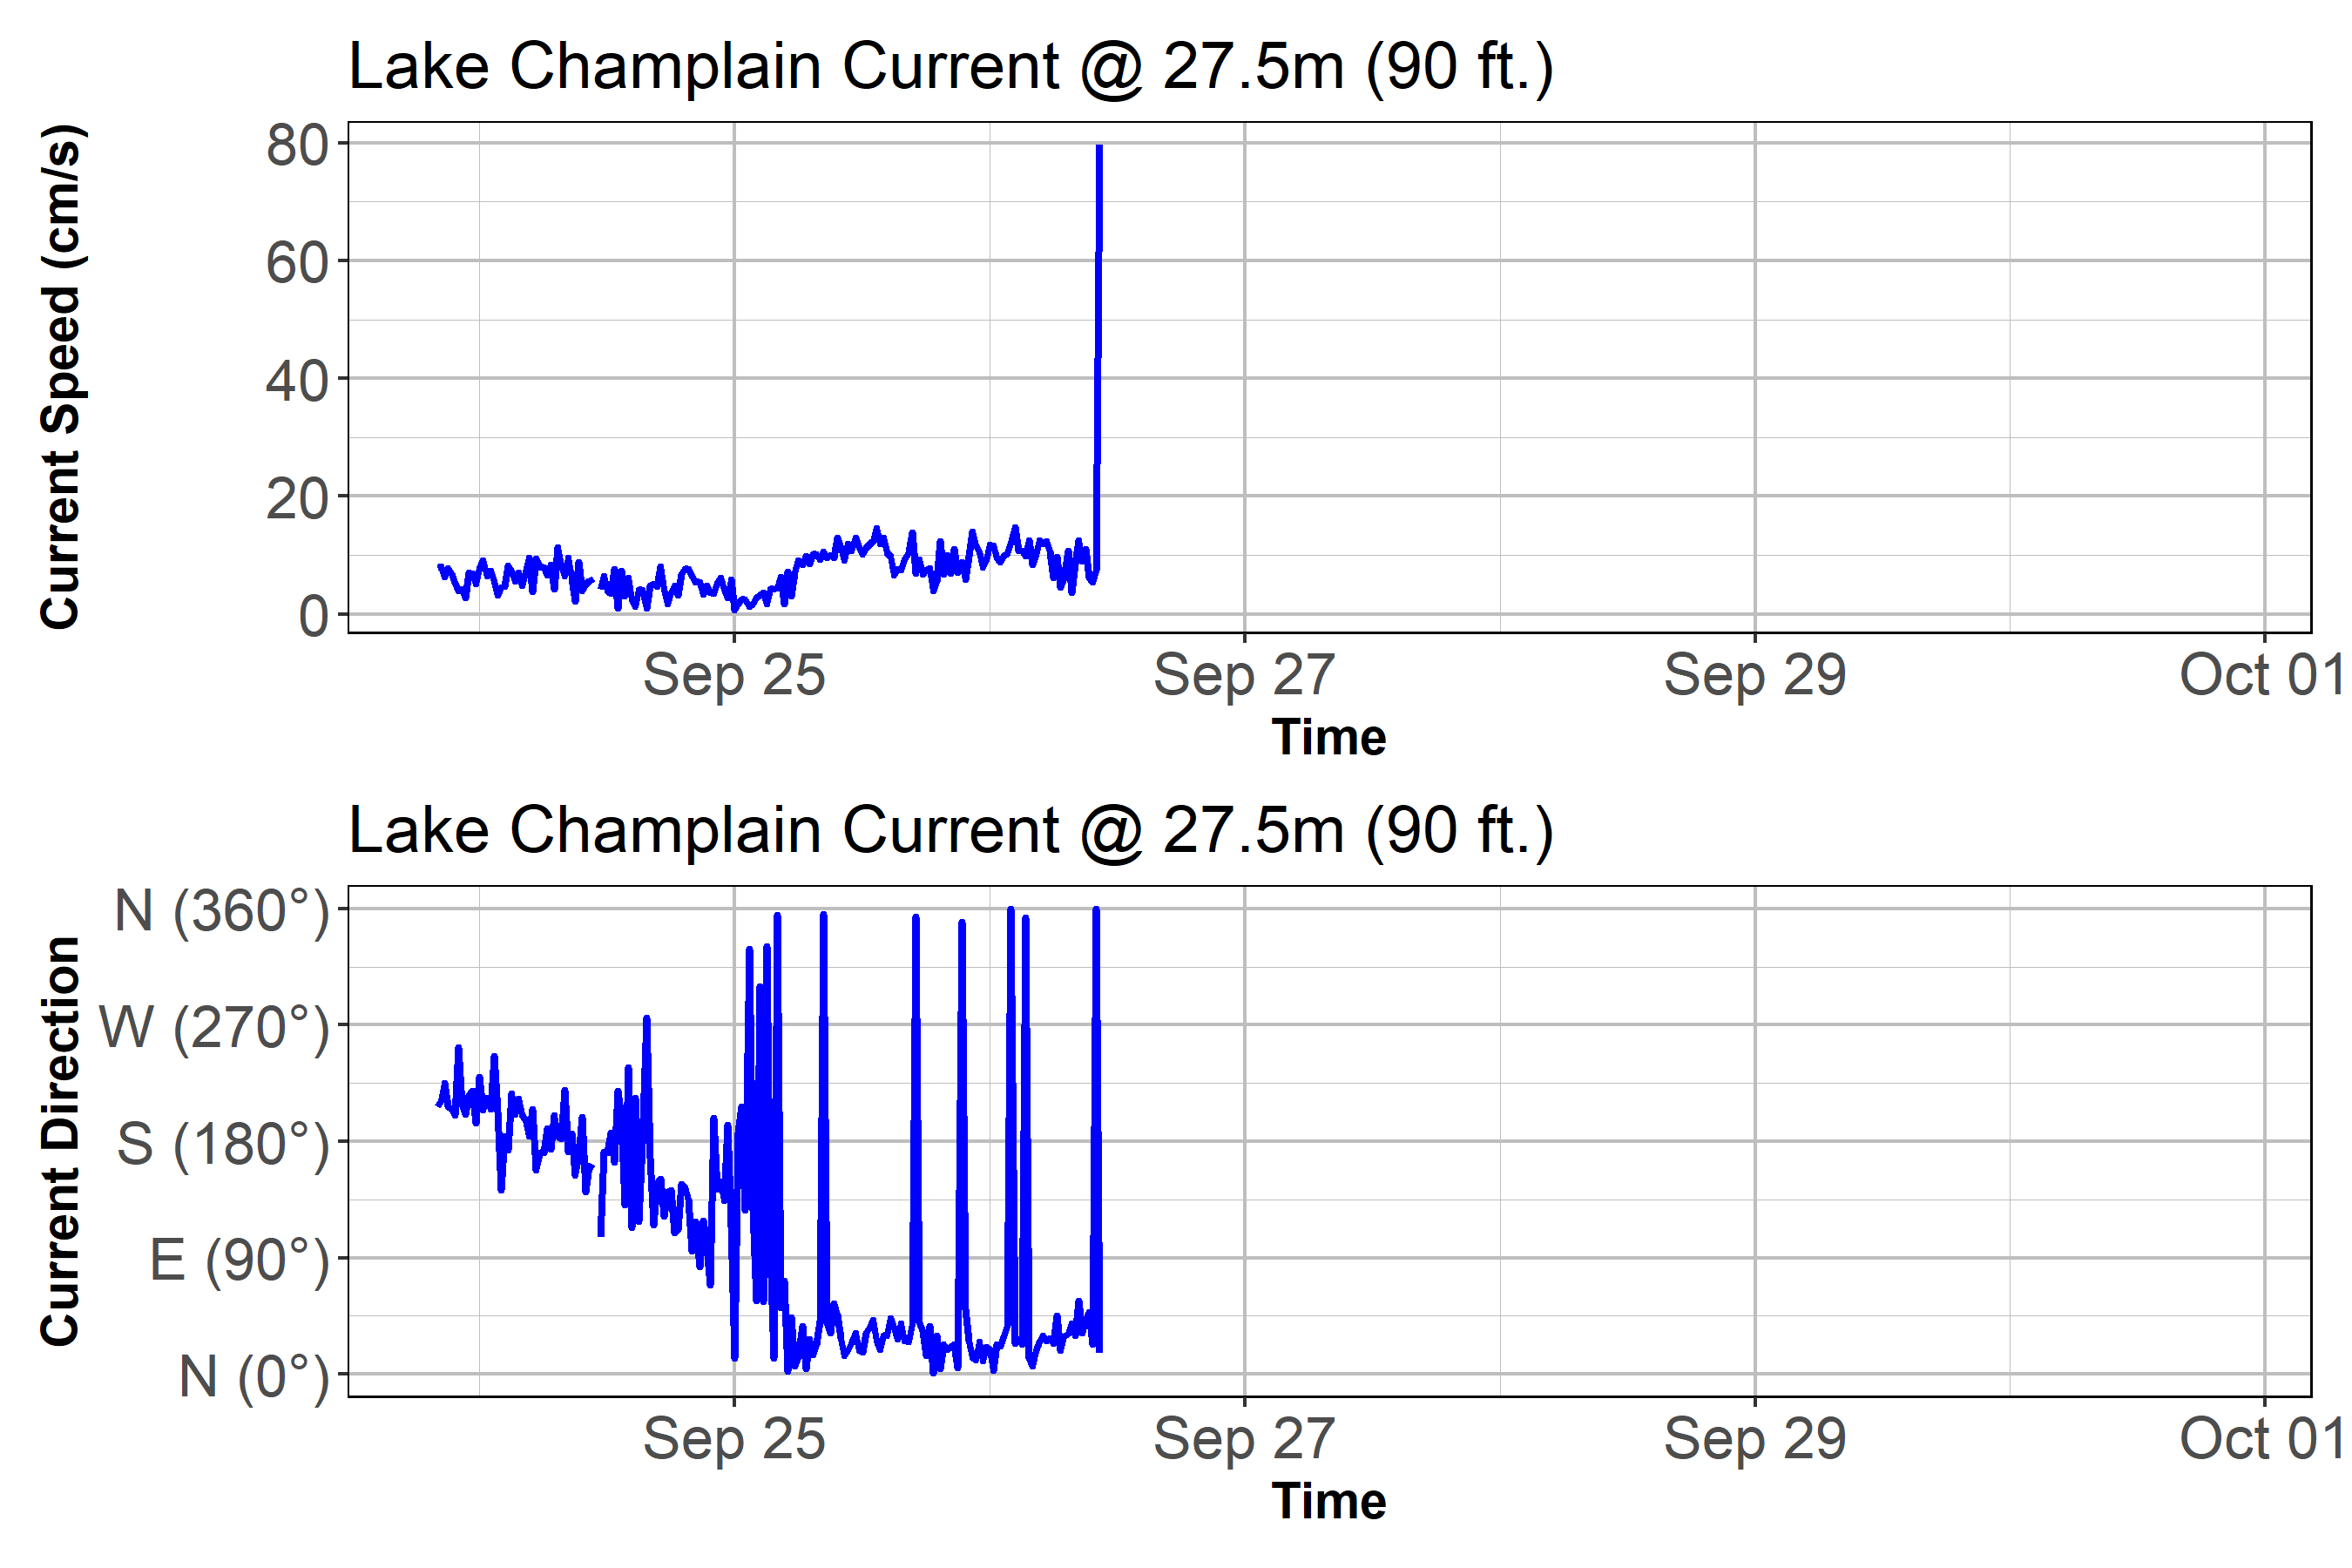 Lake Champlain Current @ 27.5m (90 ft.)
Current Speed (cm/s)
80
60
40
20
0
Sep 25 Sep 27 Sep 29 Oct 01
Time
Lake Champlain Current @ 27.5m (90 ft.)
Current Direction
N (360°)
W (270°)
S (180°)
E (90°)
N (0°)
Sep 25 Sep 27 Sep 29 Oct 01
Time